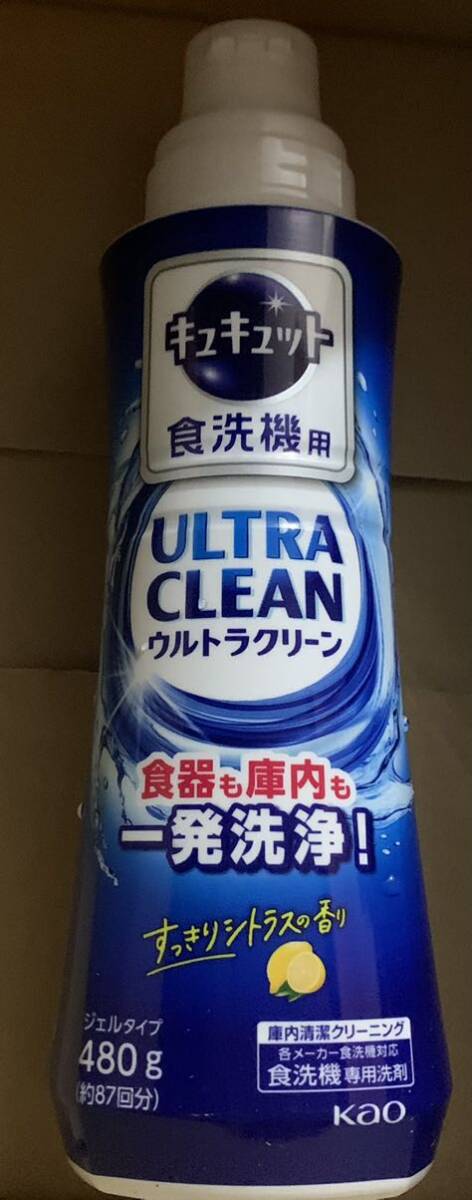 キュキュット
食洗機用
ULTRA
CLEAN
ウルトラクリーン
食器も庫内も
一発洗浄!
すっきりシトラスの香り
ジェルタイプ
480g
(約87回分)
庫内清潔クリーニング
各メーカー食洗機対応
食洗機専用洗剤
Kao